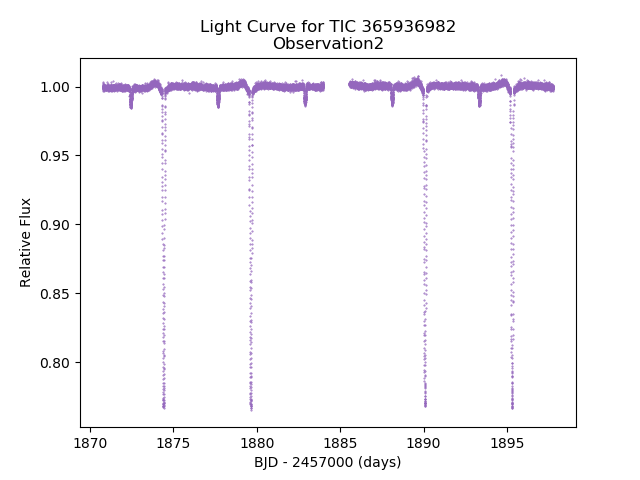 Light Curve for TIC 365936982
Observation2
1.00
0.95
0.90
0.85
0.80
Relative Flux
1870
1875
1880
1885
1890
1895
BJD - 2457000 (days)